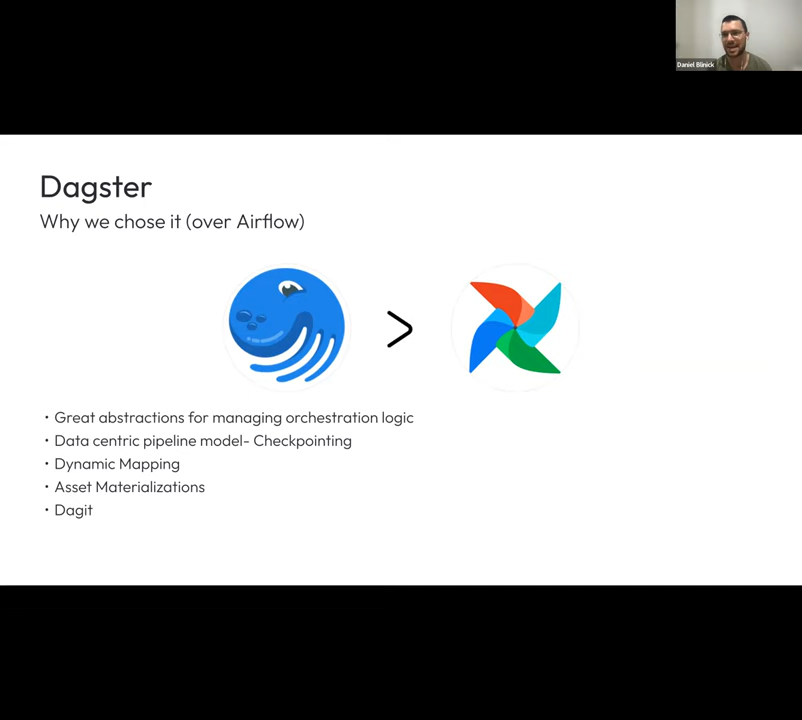 Daniel Blinick
Dagster
Why we chose it (over Airflow)
>
• Great abstractions for managing orchestration logic
• Data centric pipeline model- Checkpointing
• Dynamic Mapping
• Asset Materializations
• Dagit